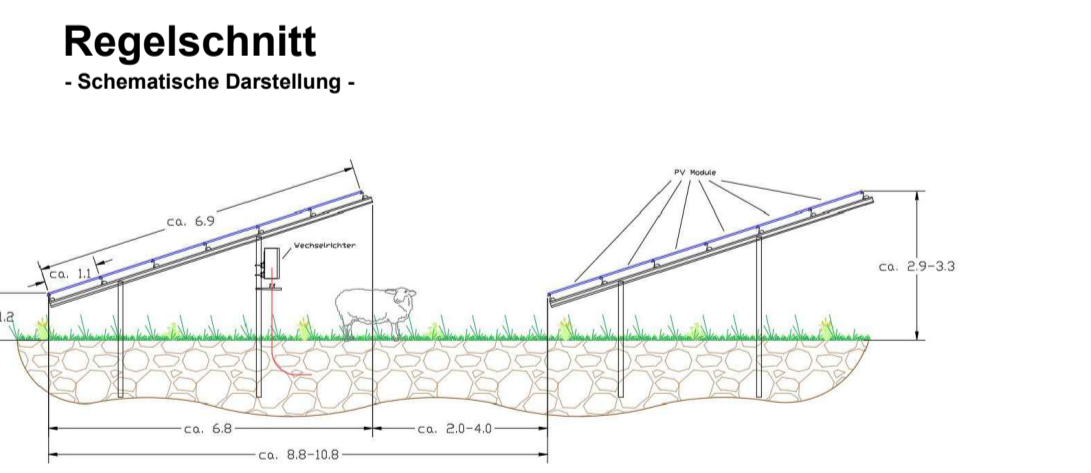 Regelschnitt
- Schematische Darstellung -
PV Module
ca. 6.9
Wechselrichter
ca. 1.1
ca. 2.9-3.3
1.2
ca. 6.8
ca. 2.0-4.0
ca. 8.8-10.8